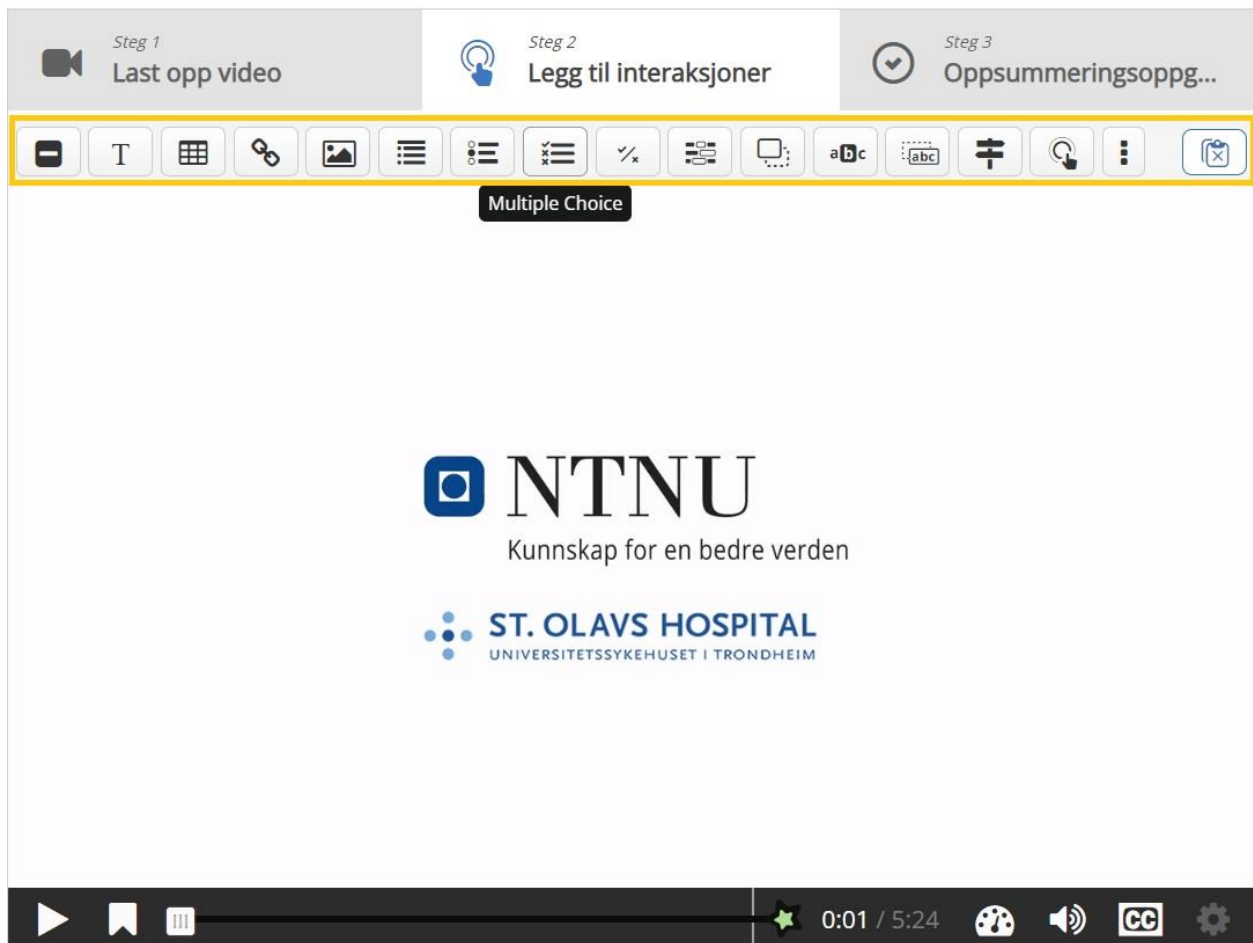 Steg 1
Last opp video
Steg 2
Legg til interaksjoner
Steg 3
Oppsummeringsoppg...
T
abc
abc
Multiple Choice
NTNU
Kunnskap for en bedre verden
ST. OLAVS HOSPITAL
UNIVERSITETSSYKEHUSET I TRONDHEIM
0:01 / 5:24
CC